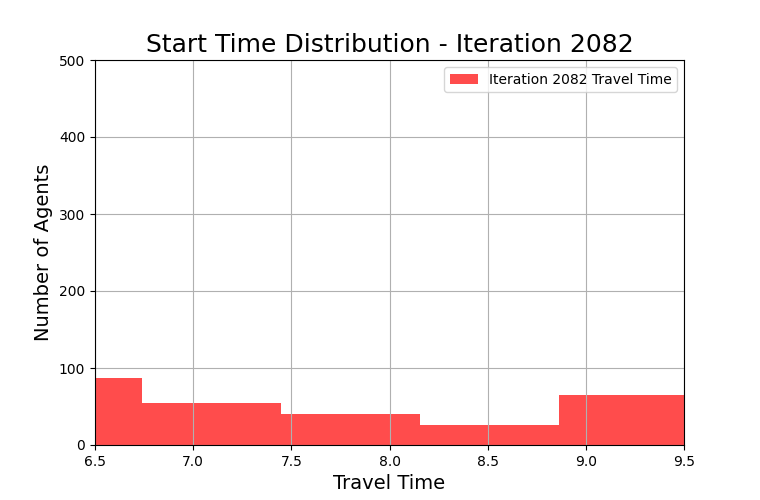 Start Time Distribution - Iteration 2082
Iteration 2082 Travel Time
Number of Agents
500
400
300
200
100
0
6.5 7.0 7.5 8.0 8.5 9.0 9.5
Travel Time